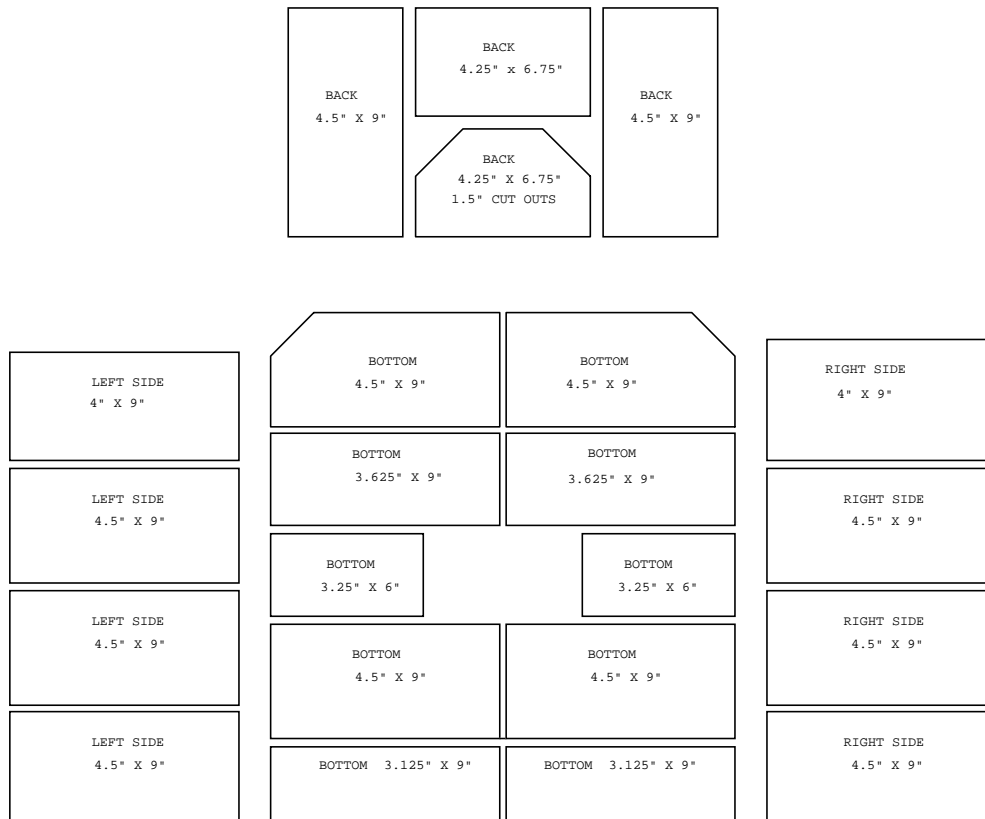 BACK
4.25" x 6.75"
BACK
4.5" X 9"
BACK
4.5" X 9"
BACK
4.25" X 6.75"
1.5" CUT OUTS
BOTTOM
4.5" X 9"
BOTTOM
4.5" X 9"
LEFT SIDE
4" X 9"
RIGHT SIDE
4" X 9"
BOTTOM
3.625" X 9"
BOTTOM
3.625" X 9"
LEFT SIDE
4.5" X 9"
RIGHT SIDE
4.5" X 9"
BOTTOM
3.25" X 6"
BOTTOM
3.25" X 6"
LEFT SIDE
4.5" X 9"
RIGHT SIDE
4.5" X 9"
BOTTOM
4.5" X 9"
BOTTOM
4.5" X 9"
LEFT SIDE
4.5" X 9"
BOTTOM 3.125" X 9"
BOTTOM 3.125" X 9"
RIGHT SIDE
4.5" X 9"